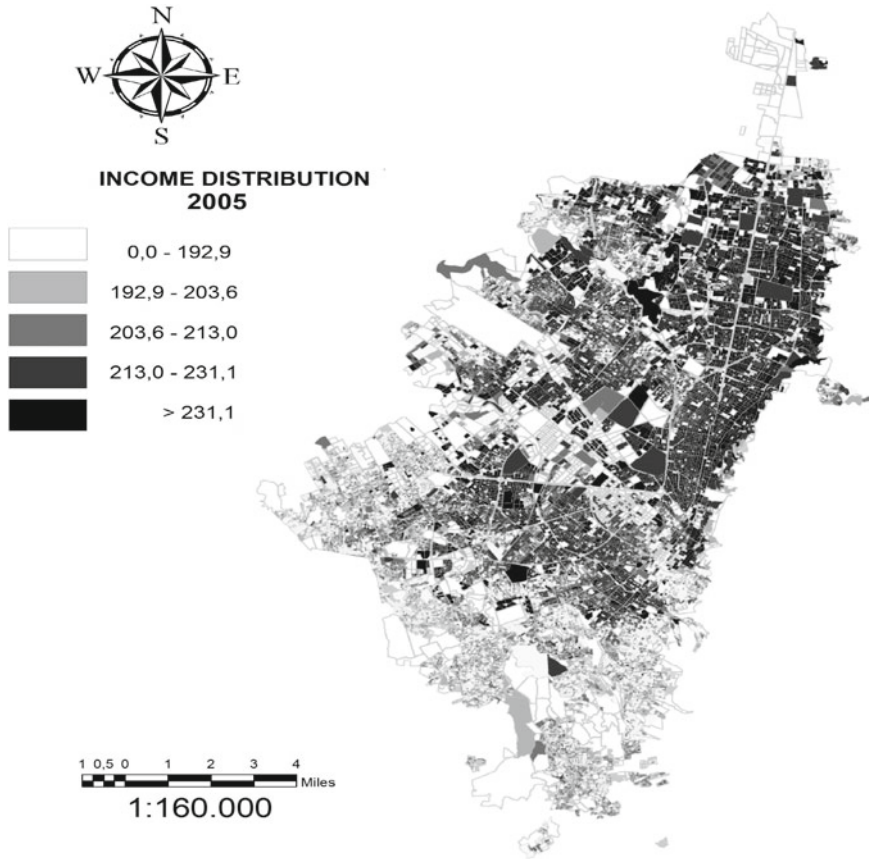 N
W E
S
INCOME DISTRIBUTION
2005
0,0 - 192,9
192,9 - 203,6
203,6 - 213,0
213,0 - 231,1
> 231,1
1 0,5 0 1 2 3 4
Miles
1:160.000